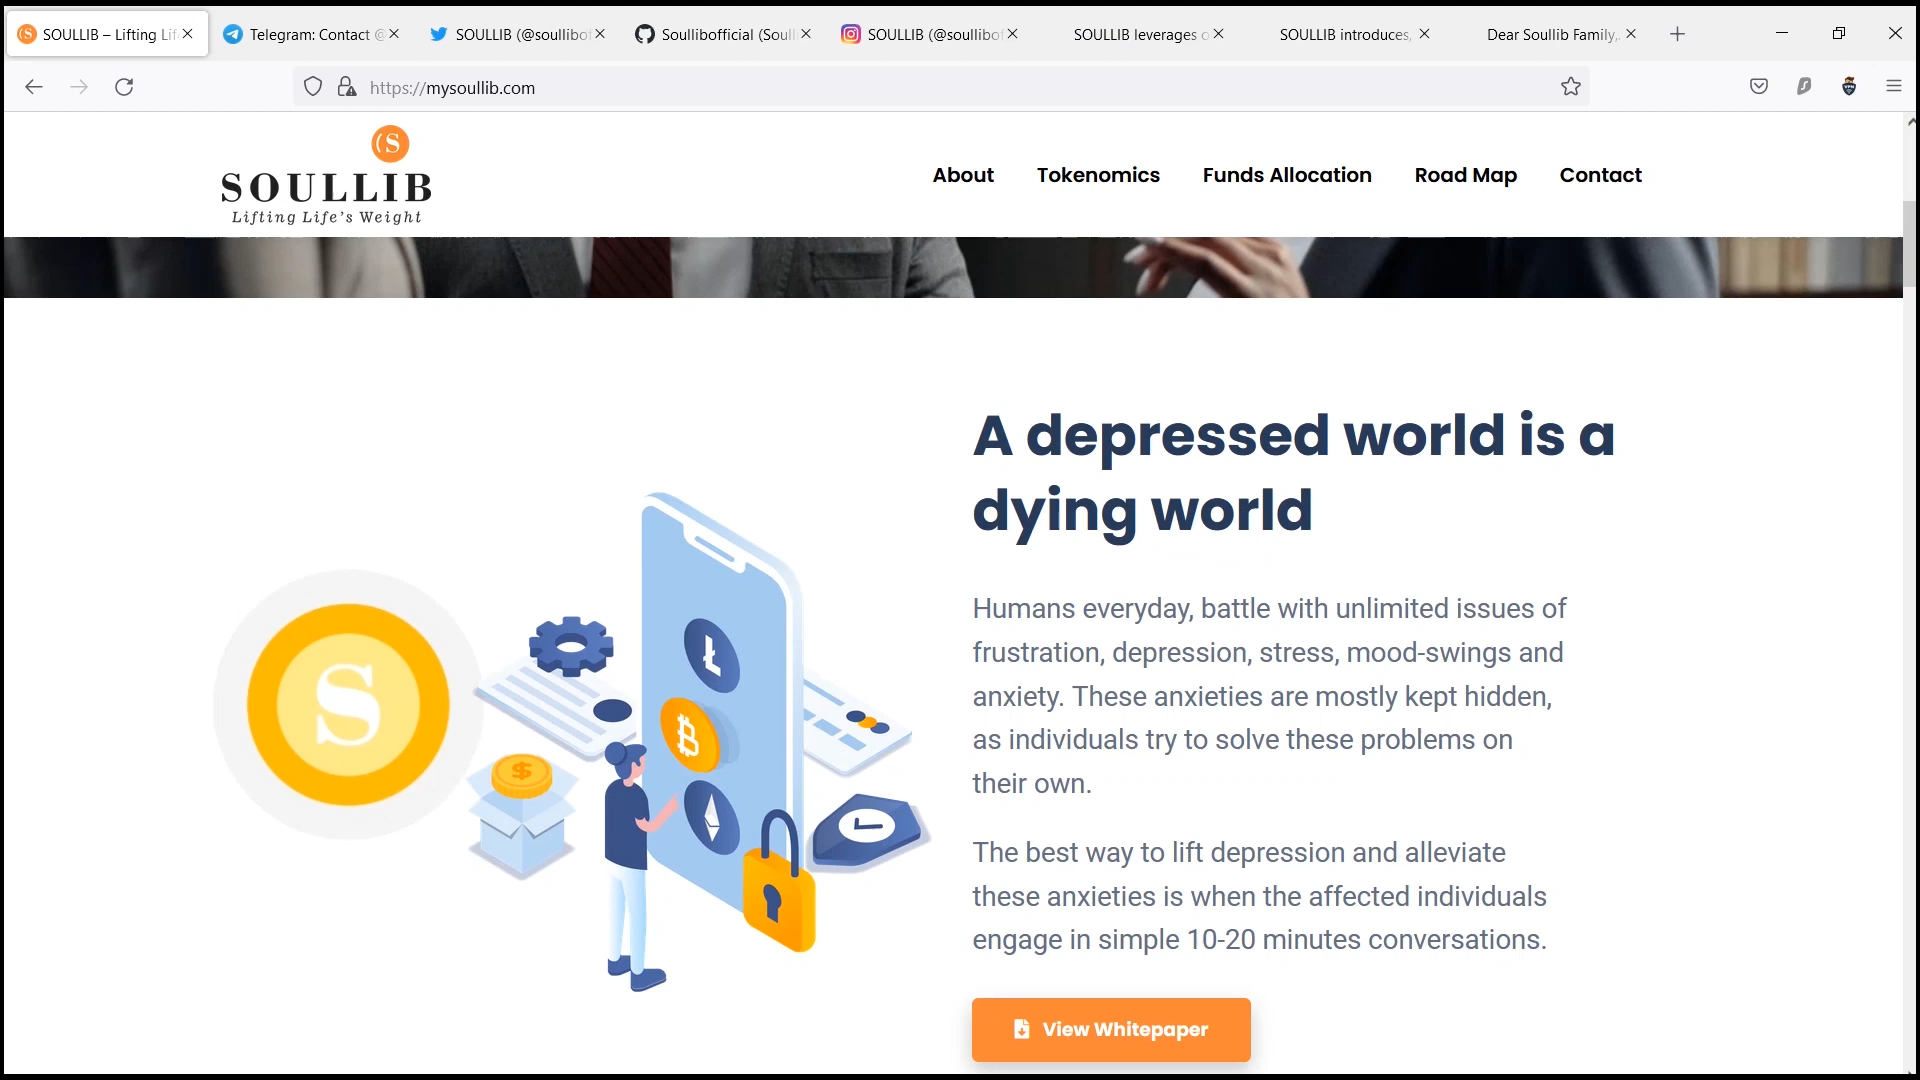 SOULLIB – Lifting Lif
Telegram: Contact @
SOULLIB (@soullibof
Soullibofficial (Soull
SOULLIB (@soullibof
SOULLIB leverages o
SOULLIB introduces,
Dear Soullib Family,
https://mysoullib.com
(S
SOULLIB
Lifting Life's Weight
About
Tokenomics
Funds Allocation
Road Map
Contact
A depressed world is a
dying world
Humans everyday, battle with unlimited issues of
frustration, depression, stress, mood-swings and
anxiety. These anxieties are mostly kept hidden,
as individuals try to solve these problems on
their own.
The best way to lift depression and alleviate
these anxieties is when the affected individuals
engage in simple 10-20 minutes conversations.
View Whitepaper
S
$